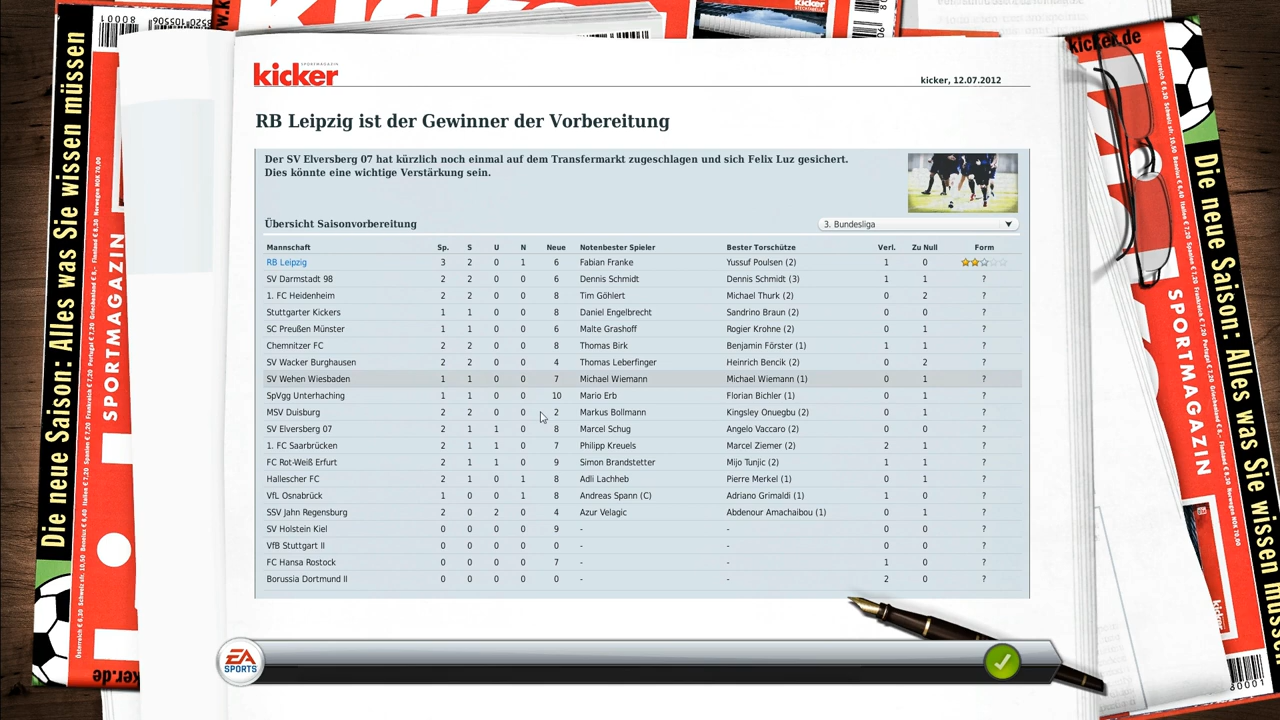 kicker
SPORTMAGAZIN
kicker, 12.07.2012
RB Leipzig ist der Gewinner der Vorbereitung
Der SV Elversberg 07 hat kürzlich noch einmal auf dem Transfermarkt zugeschlagen und sich Felix Luz gesichert.
Dies könnte eine wichtige Verstärkung sein.
Übersicht Saisonvorbereitung
3. Bundesliga
Mannschaft Sp. S U N Neue Notenbester Spieler Bester Torschütze Verl. Zu Null Form
RB Leipzig 3 2 0 1 6 Fabian Franke Yussuf Poulsen (2) 1 0
SV Darmstadt 98 2 2 0 0 6 Dennis Schmidt Dennis Schmidt (3) 1 1 ?
1. FC Heidenheim 2 2 0 0 8 Tim Göhlert Michael Thurk (2) 0 2 ?
Stuttgarter Kickers 1 1 0 0 8 Daniel Engelbrecht Sandrino Braun (2) 0 0 ?
SC Preußen Münster 1 1 0 0 6 Malte Grashoff Rogier Krohne (2) 0 1 ?
Chemnitzer FC 2 2 0 0 8 Thomas Birk Benjamin Förster (1) 1 1 ?
SV Wacker Burghausen 2 2 0 0 4 Thomas Leberfinger Heinrich Bencik (2) 0 2 ?
SV Wehen Wiesbaden 1 1 0 0 7 Michael Wiemann Michael Wiemann (1) 0 1 ?
SpVgg Unterhaching 1 1 0 0 10 Mario Erb Florian Bichler (1) 0 1 ?
MSV Duisburg 2 2 0 0 2 Markus Bollmann Kingsley Onuegbu (2) 0 1 ?
SV Elversberg 07 2 1 1 0 8 Marcel Schug Angelo Vaccaro (2) 0 0 ?
1. FC Saarbrücken 2 1 1 0 7 Philipp Kreuels Marcel Ziemer (2) 2 1 ?
FC Rot-Weiß Erfurt 2 1 1 0 9 Simon Brandstetter Mijo Tunjic (2) 1 1 ?
Hallescher FC 2 1 0 1 8 Adli Lachheb Pierre Merkel (1) 0 1 ?
VfL Osnabrück 1 0 0 1 8 Andreas Spann (C) Adriano Grimaldi (1) 1 0 ?
SSV Jahn Regensburg 2 0 2 0 4 Azur Velagic Abdenour Amachaibou (1) 0 1 ?
SV Holstein Kiel 0 0 0 0 9 - - 0 0 ?
VfB Stuttgart II 0 0 0 0 0 - - 0 0 ?
FC Hansa Rostock 0 0 0 0 7 - - 1 0 ?
Borussia Dortmund II 0 0 0 0 0 - - 2 0 ?
EA
SPORTS
Die neue Saison: Alles was Sie wissen müssen
SPORTMAGAZIN
kicker.de
Die neue Saison: Alles was Sie wissen müssen
SPORTMAGAZIN
kicker